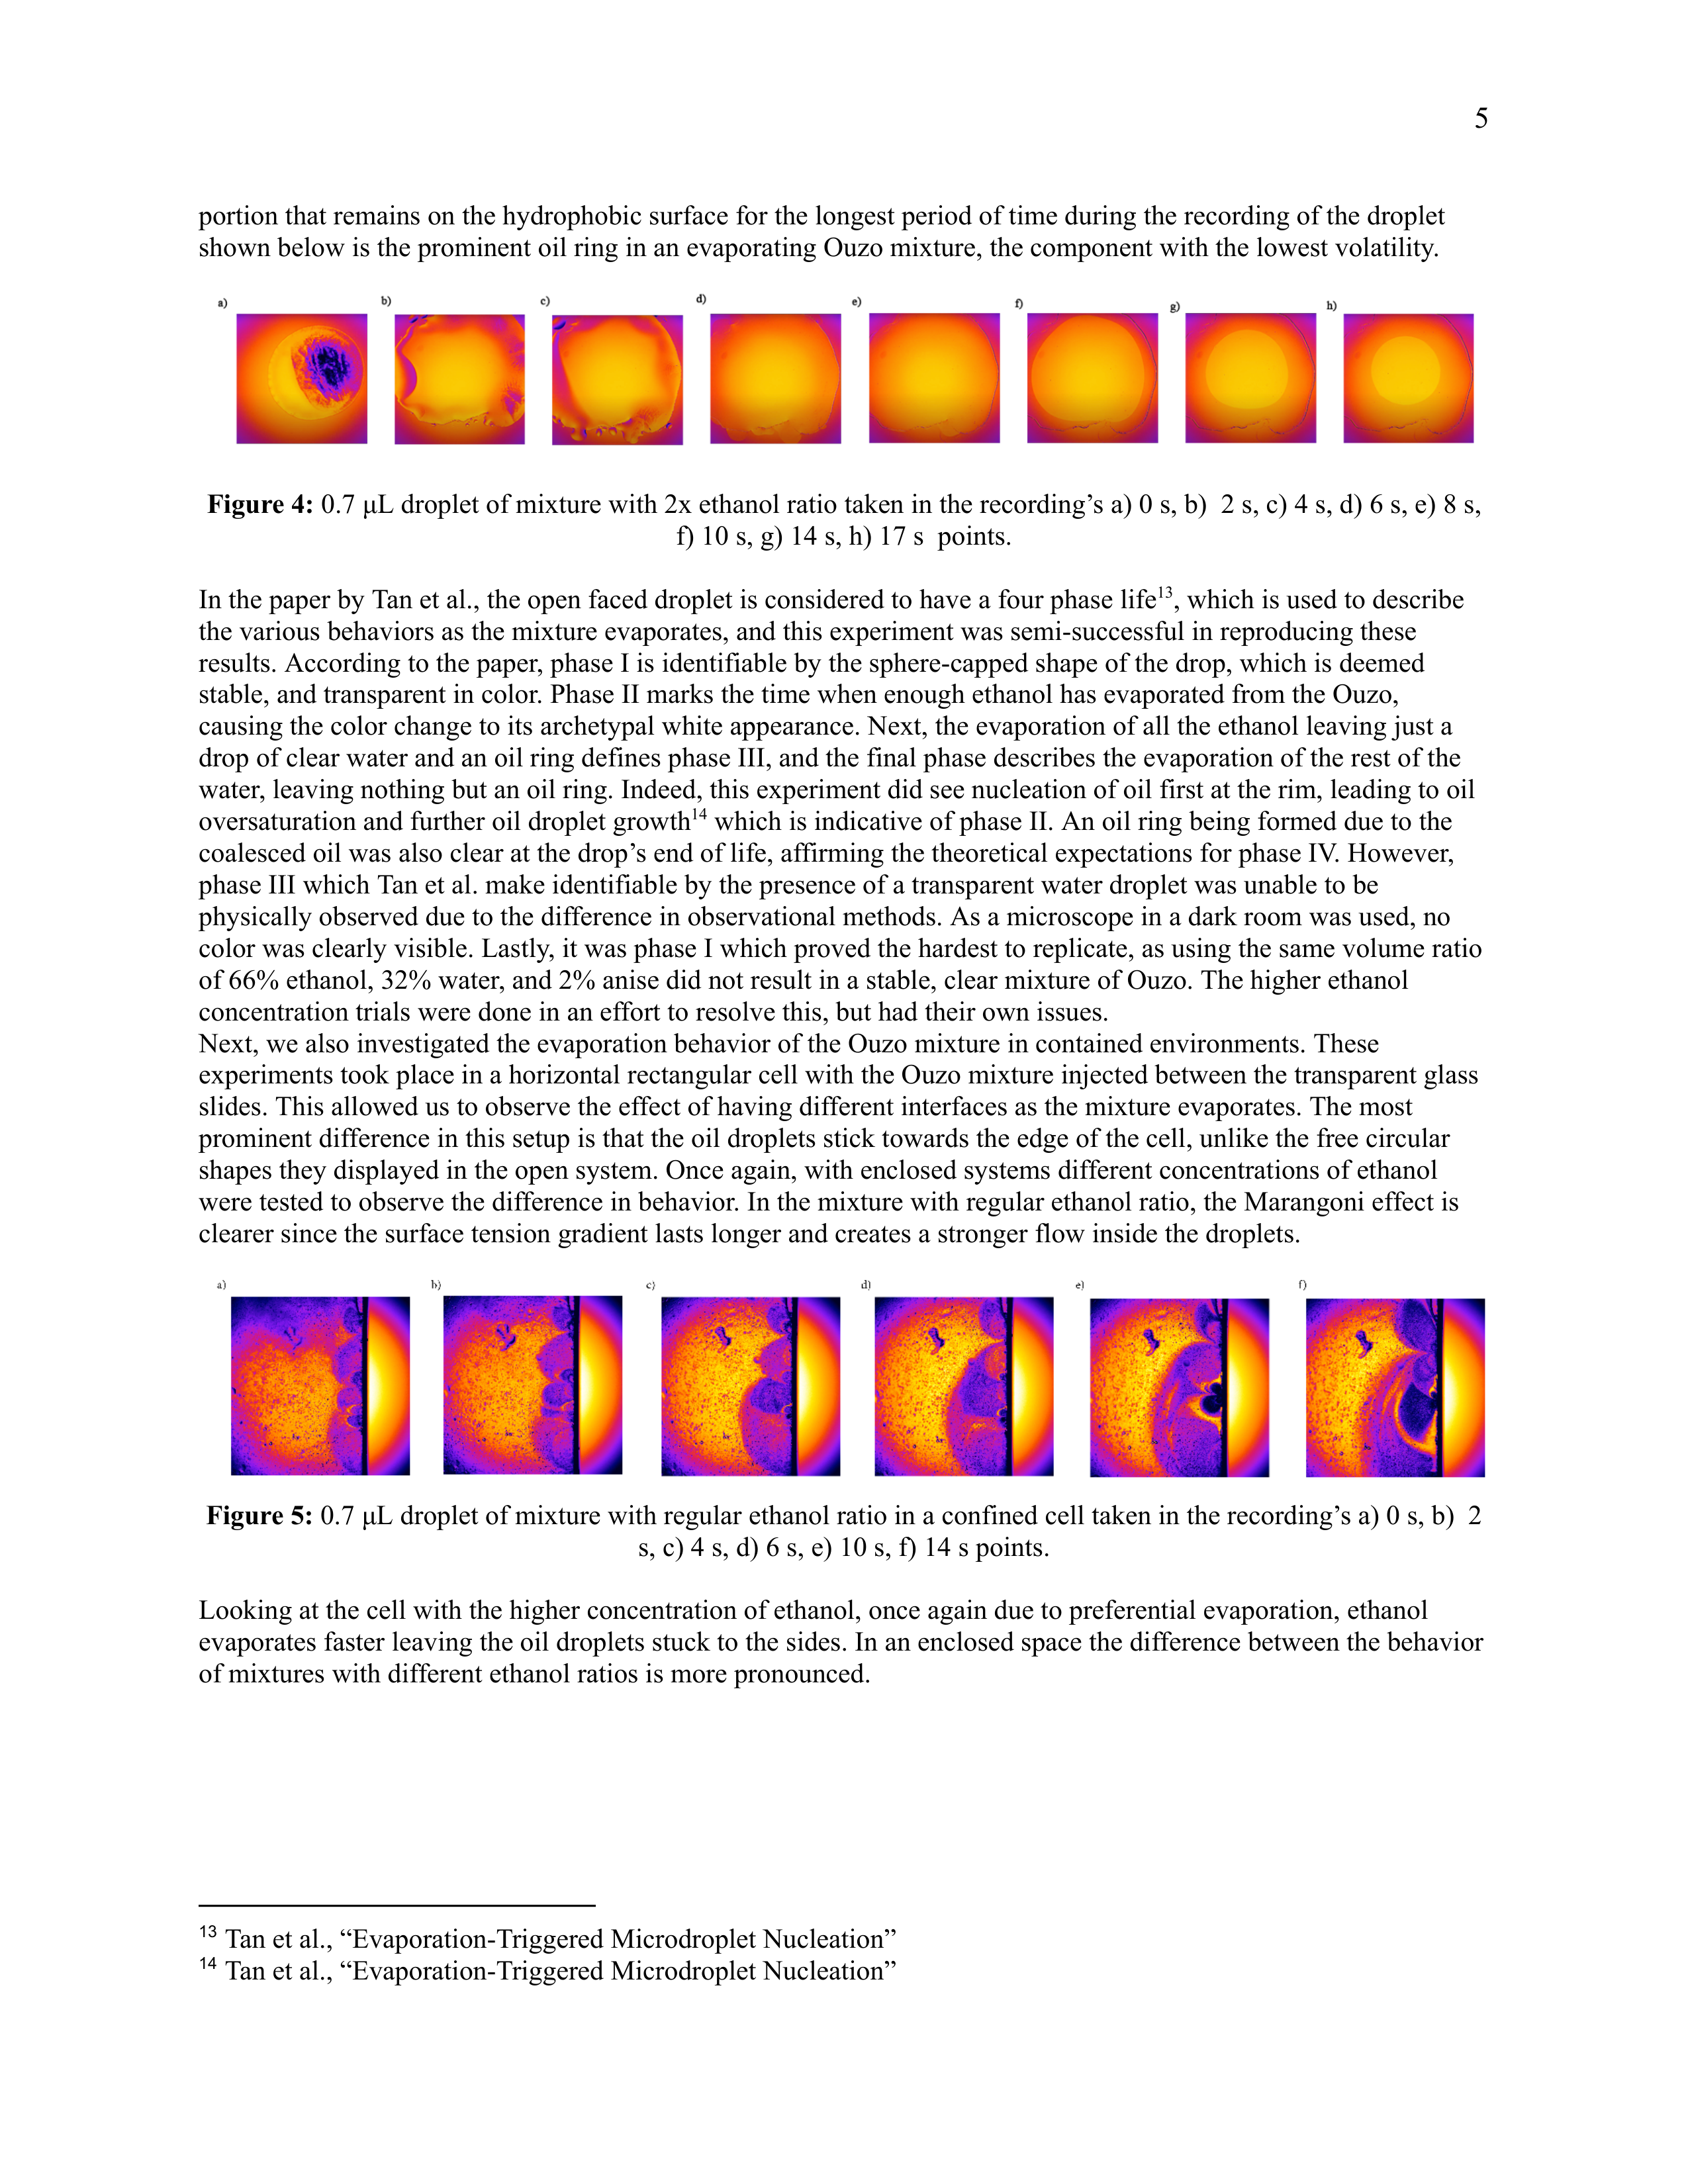 5
portion that remains on the hydrophobic surface for the longest period of time during the recording of the droplet
shown below is the prominent oil ring in an evaporating Ouzo mixture, the component with the lowest volatility.
a) b) c) d) e) f) g) h)
Figure 4: 0.7 μL droplet of mixture with 2x ethanol ratio taken in the recording’s a) 0 s, b)  2 s, c) 4 s, d) 6 s, e) 8 s,
f) 10 s, g) 14 s, h) 17 s  points.
In the paper by Tan et al., the open faced droplet is considered to have a four phase life13, which is used to describe
the various behaviors as the mixture evaporates, and this experiment was semi-successful in reproducing these
results. According to the paper, phase I is identifiable by the sphere-capped shape of the drop, which is deemed
stable, and transparent in color. Phase II marks the time when enough ethanol has evaporated from the Ouzo,
causing the color change to its archetypal white appearance. Next, the evaporation of all the ethanol leaving just a
drop of clear water and an oil ring defines phase III, and the final phase describes the evaporation of the rest of the
water, leaving nothing but an oil ring. Indeed, this experiment did see nucleation of oil first at the rim, leading to oil
oversaturation and further oil droplet growth14 which is indicative of phase II. An oil ring being formed due to the
coalesced oil was also clear at the drop’s end of life, affirming the theoretical expectations for phase IV. However,
phase III which Tan et al. make identifiable by the presence of a transparent water droplet was unable to be
physically observed due to the difference in observational methods. As a microscope in a dark room was used, no
color was clearly visible. Lastly, it was phase I which proved the hardest to replicate, as using the same volume ratio
of 66% ethanol, 32% water, and 2% anise did not result in a stable, clear mixture of Ouzo. The higher ethanol
concentration trials were done in an effort to resolve this, but had their own issues.
Next, we also investigated the evaporation behavior of the Ouzo mixture in contained environments. These
experiments took place in a horizontal rectangular cell with the Ouzo mixture injected between the transparent glass
slides. This allowed us to observe the effect of having different interfaces as the mixture evaporates. The most
prominent difference in this setup is that the oil droplets stick towards the edge of the cell, unlike the free circular
shapes they displayed in the open system. Once again, with enclosed systems different concentrations of ethanol
were tested to observe the difference in behavior. In the mixture with regular ethanol ratio, the Marangoni effect is
clearer since the surface tension gradient lasts longer and creates a stronger flow inside the droplets.
a) b) c) d) e) f)
Figure 5: 0.7 μL droplet of mixture with regular ethanol ratio in a confined cell taken in the recording’s a) 0 s, b)  2
s, c) 4 s, d) 6 s, e) 10 s, f) 14 s points.
Looking at the cell with the higher concentration of ethanol, once again due to preferential evaporation, ethanol
evaporates faster leaving the oil droplets stuck to the sides. In an enclosed space the difference between the behavior
of mixtures with different ethanol ratios is more pronounced.
13 Tan et al., “Evaporation-Triggered Microdroplet Nucleation”
14 Tan et al., “Evaporation-Triggered Microdroplet Nucleation”